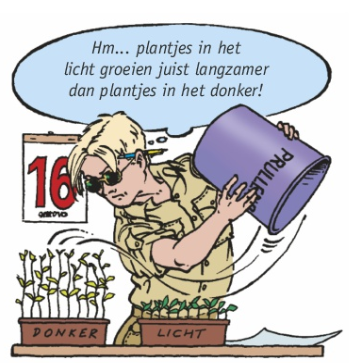 Hm... plantjes in het
licht groeien juist langzamer
dan plantjes in het donker!
16
PRULLE
DONKER
LICHT